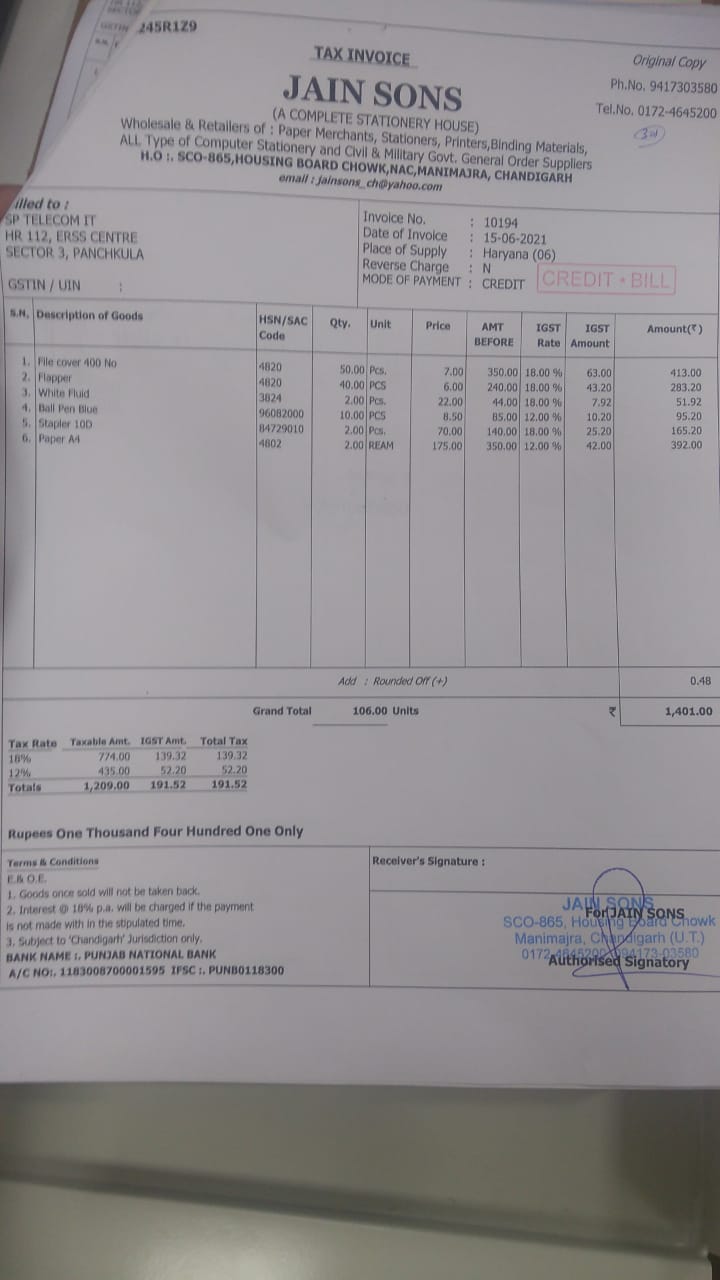 245R1Z9
TAX INVOICE
Original Copy
JAIN SONS
Ph.No. 9417303580
(A COMPLETE STATIONERY HOUSE)
Tel.No. 0172-4645200
Wholesale & Retailers of : Paper Merchants, Stationers, Printers,Binding Materials,
ALL Type of Computer Stationery and Civil & Military Govt. General Order Suppliers
H.O :. SCO-865,HOUSING BOARD CHOWK,NAC,MANIMAJRA, CHANDIGARH
email : jainsons_ch@yahoo.com
illed to :
SP TELECOM IT
HR 112, ERSS CENTRE
SECTOR 3, PANCHKULA
GSTIN / UIN :
Invoice No. : 10194
Date of Invoice : 15-06-2021
Place of Supply : Haryana (06)
Reverse Charge : N
MODE OF PAYMENT : CREDIT
CREDIT * BILL
S.N. Description of Goods HSN/SAC Code Qty. Unit Price AMT BEFORE IGST Rate IGST Amount Amount(₹)
1. File cover 400 No 4820 50.00 Pcs. 7.00 350.00 18.00 % 63.00 413.00
2. Flapper 4820 40.00 PCS 6.00 240.00 18.00 % 43.20 283.20
3. White Fluid 3824 2.00 Pcs. 22.00 44.00 18.00 % 7.92 51.92
4. Ball Pen Blue 96082000 10.00 PCS 8.50 85.00 12.00 % 10.20 95.20
5. Stapler 10D 84729010 2.00 Pcs. 70.00 140.00 18.00 % 25.20 165.20
6. Paper A4 4802 2.00 REAM 175.00 350.00 12.00 % 42.00 392.00
Add : Rounded Off (+) 0.48
Grand Total 106.00 Units ₹ 1,401.00
Tax Rate Taxable Amt. IGST Amt. Total Tax
18% 774.00 139.32 139.32
12% 435.00 52.20 52.20
Totals 1,209.00 191.52 191.52
Rupees One Thousand Four Hundred One Only
Terms & Conditions
E.& O.E.
1. Goods once sold will not be taken back.
2. Interest @ 18% p.a. will be charged if the payment
is not made with in the stipulated time.
3. Subject to 'Chandigarh' Jurisdiction only.
BANK NAME :. PUNJAB NATIONAL BANK
A/C NO:. 1183008700001595 IFSC :. PUNB0118300
Receiver's Signature :
JAIN SONS
For JAIN SONS
SCO-865, Housing Board Chowk
Manimajra, Chandigarh (U.T.)
0172-4645200, 094173-03580
Authorised Signatory